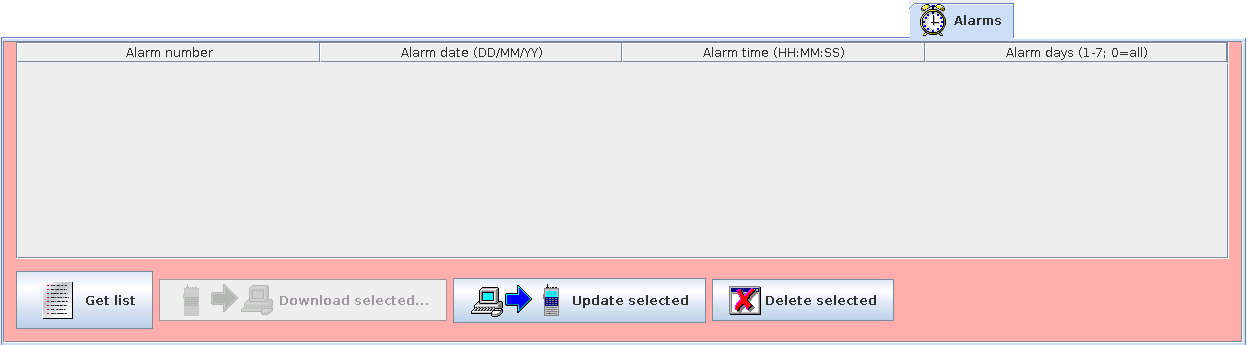 Alarms
Alarm number Alarm date (DD/MM/YY) Alarm time (HH:MM:SS) Alarm days (1-7; 0=all)
Get list Download selected... Update selected Delete selected